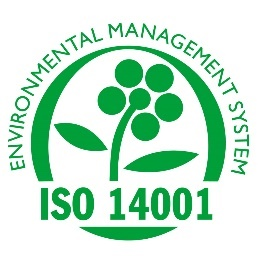 ENVIRONMENTAL MANAGEMENT SYSTEM
ISO 14001